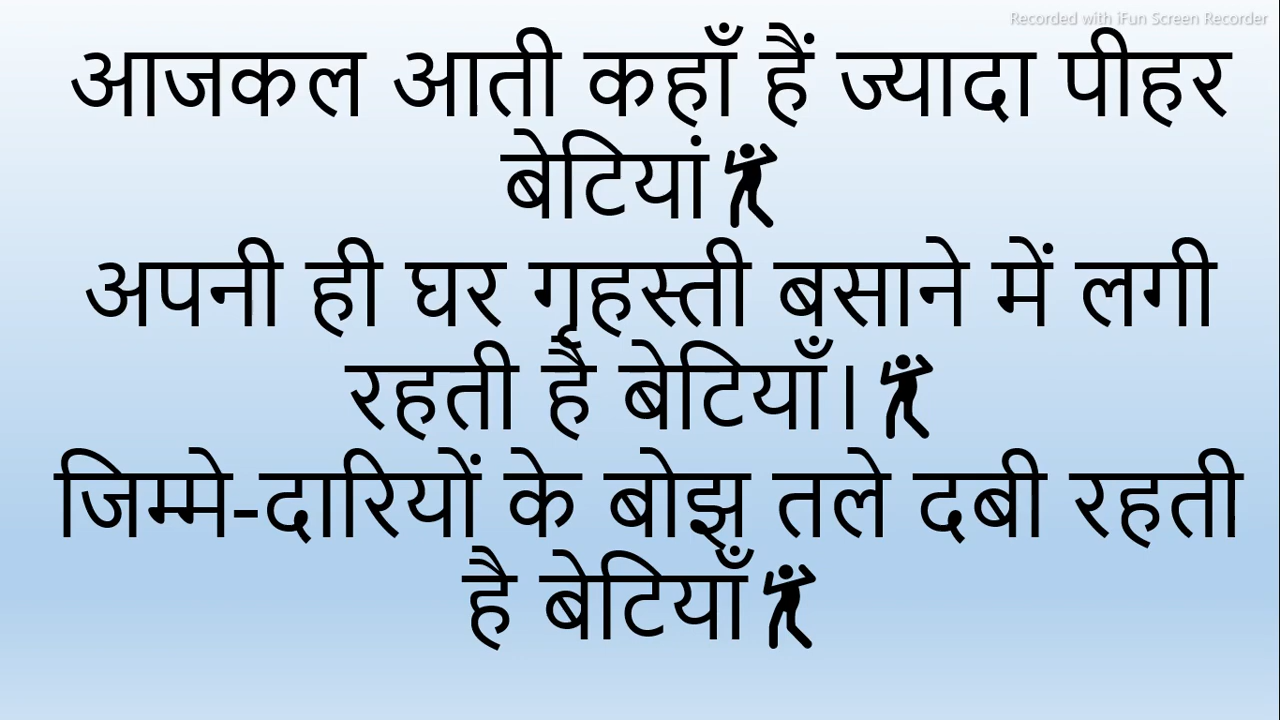 Recorded with iFun Screen Recorder
आजकल आती कहाँ हैं ज्यादा पीहर
बेटियां🕺
अपनी ही घर गृहस्ती बसाने में लगी
रहती है बेटियाँ।🕺
जिम्मे-दारियों के बोझ तले दबी रहती
है बेटियाँ🕺